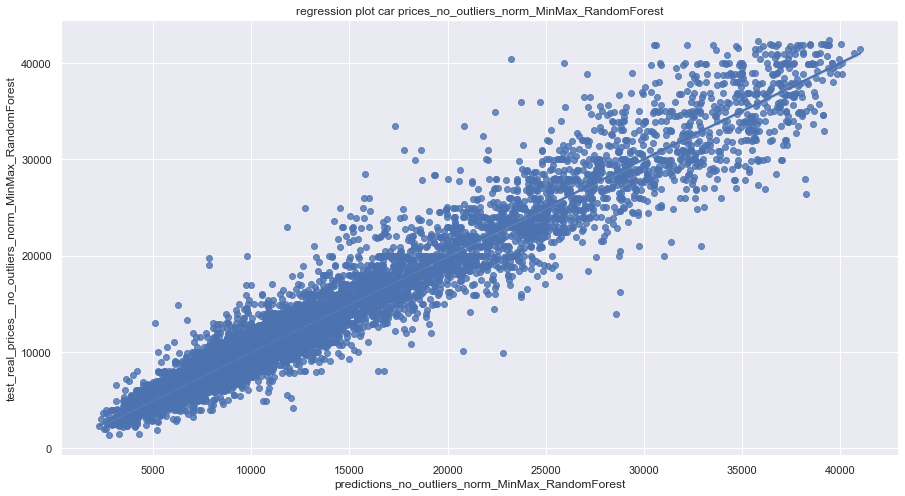 regression plot car prices_no_outliers_norm_MinMax_RandomForest
test_real_prices__no_outliers_norm_MinMax_RandomForest
40000
30000
20000
10000
0
5000 10000 15000 20000 25000 30000 35000 40000
predictions_no_outliers_norm_MinMax_RandomForest